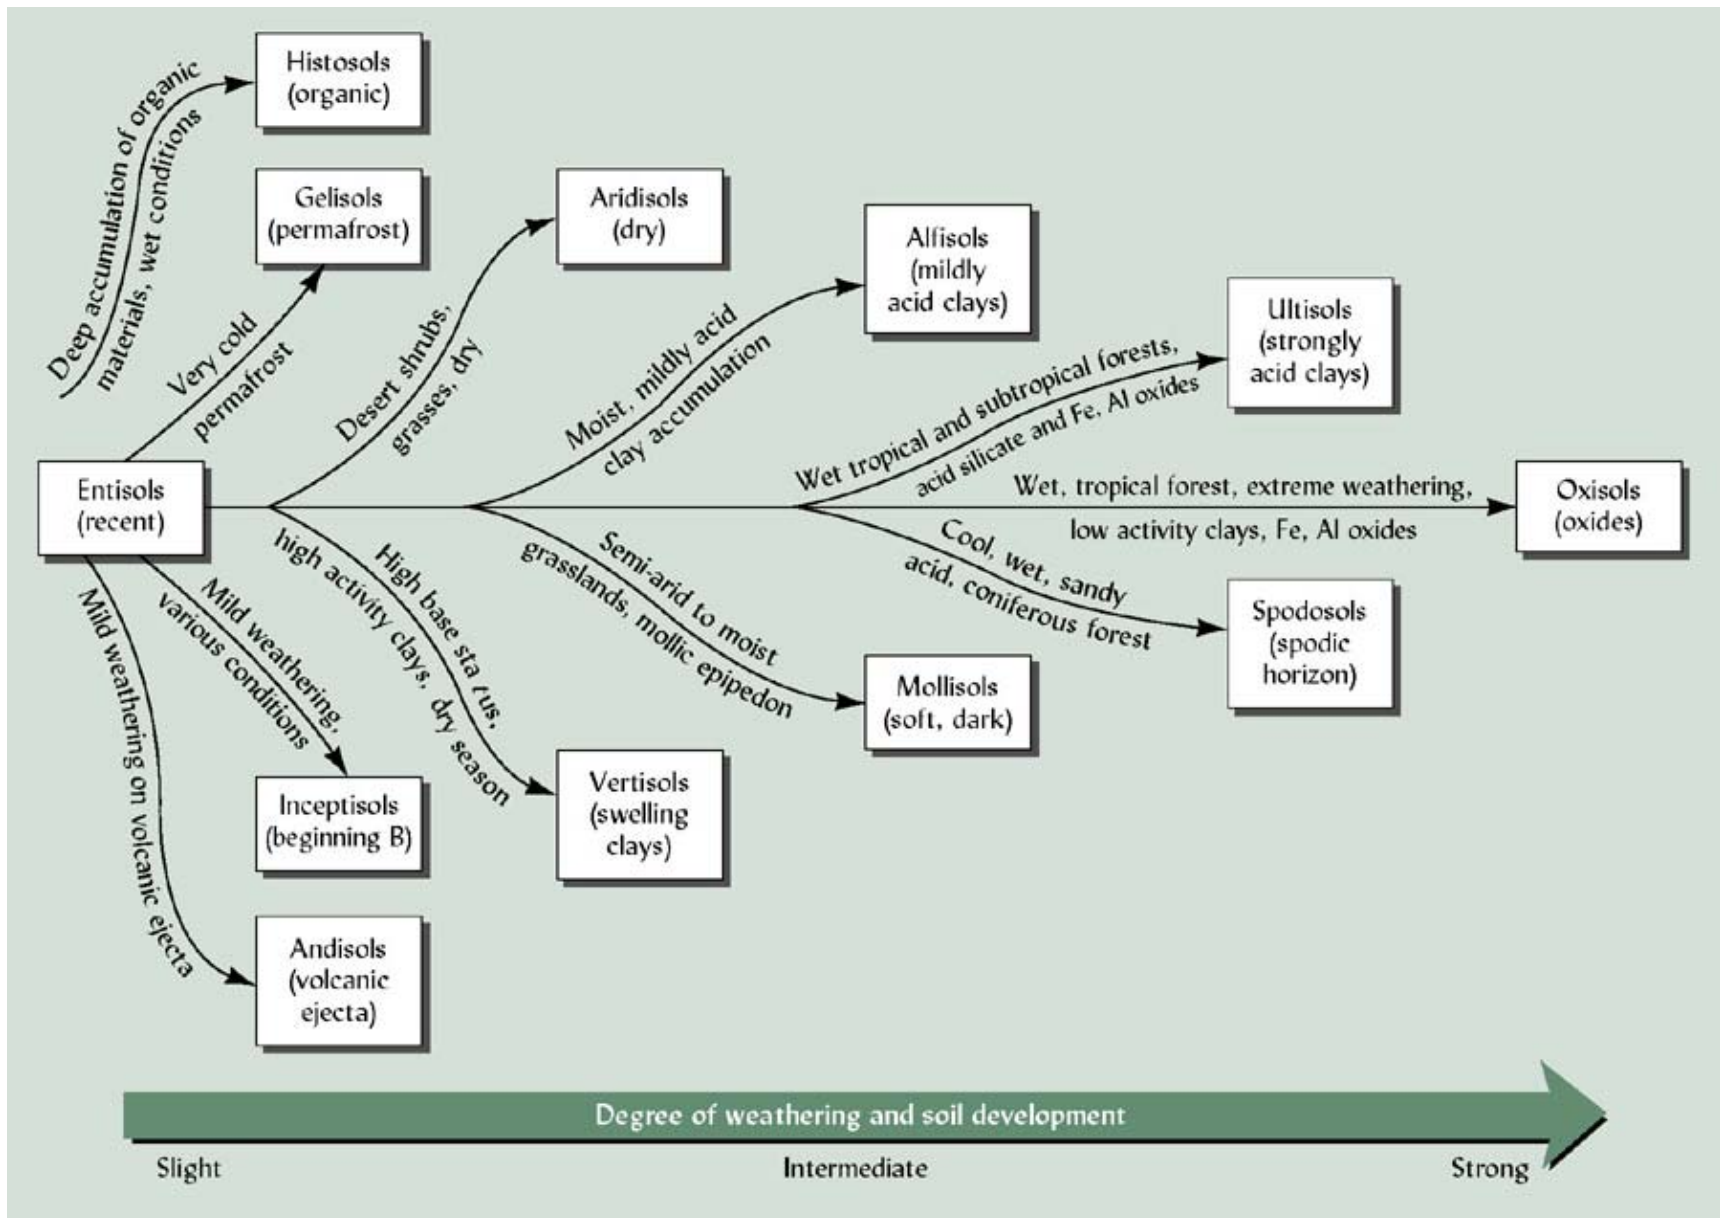 Histosols
(organic)
Deep accumulation of organic
materials, wet conditions
Gelisols
(permafrost)
Very cold
permafrost
Aridisols
(dry)
Desert shrubs,
grasses, dry
Alfisols
(mildly
acid clays)
Moist, mildly acid
clay accumulation
Ultisols
(strongly
acid clays)
Wet tropical and subtropical forests,
acid silicate and Fe, Al oxides
Entisols
(recent)
Wet, tropical forest, extreme weathering,
low activity clays, Fe, Al oxides
Oxisols
(oxides)
Cool, wet, sandy
acid, coniferous forest
Spodosols
(spodic
horizon)
Semi-arid to moist
grasslands, mollic epipedon
Mollisols
(soft, dark)
High base status,
high activity clays, dry season
Vertisols
(swelling
clays)
Mild weathering,
various conditions
Inceptisols
(beginning B)
Mild weathering on volcanic ejecta
Andisols
(volcanic
ejecta)
Degree of weathering and soil development
Slight
Intermediate
Strong